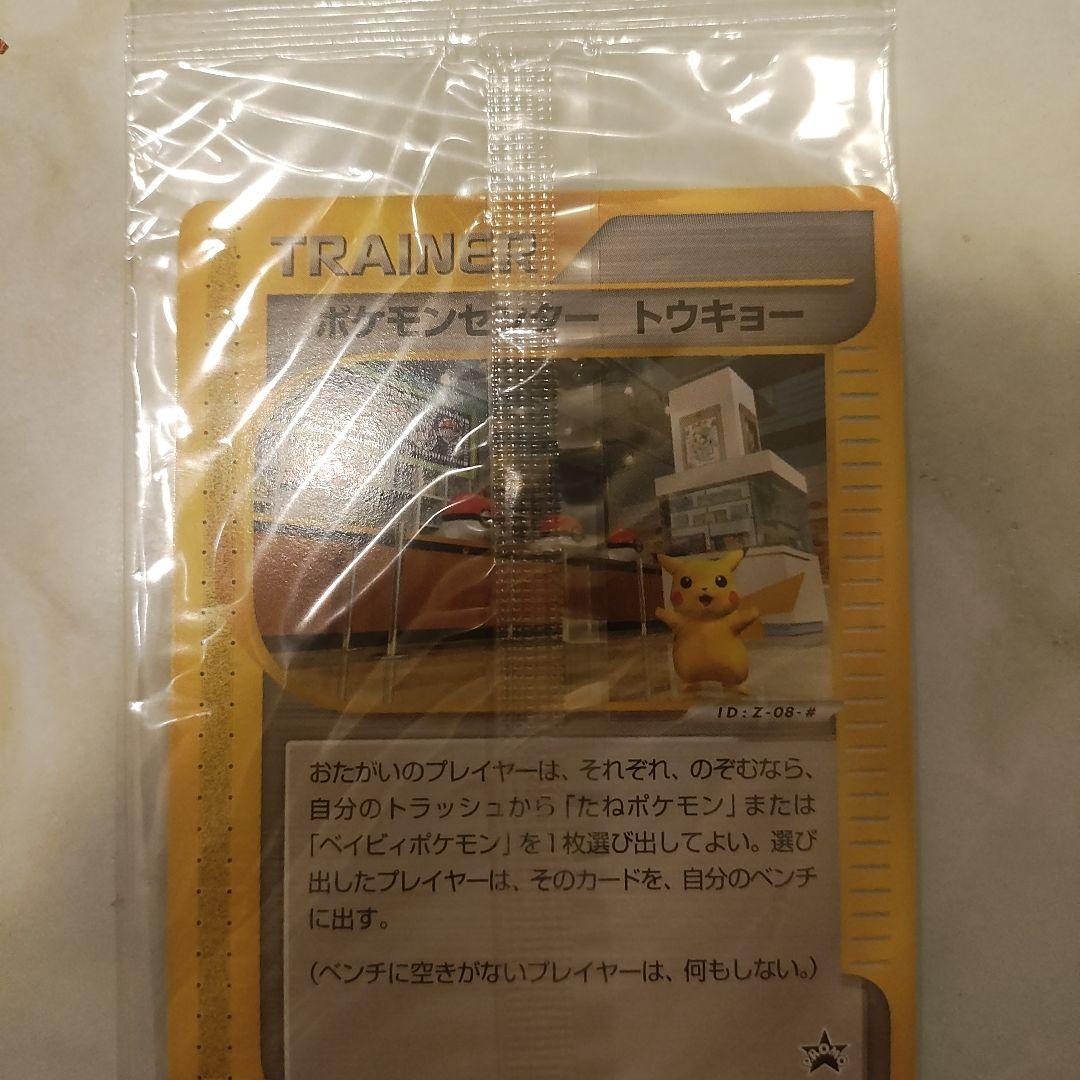 TRAINER
ポケモンセンター　トウキョー
ID:Z-08-#
おたがいのプレイヤーは、それぞれ、のぞむなら、
自分のトラッシュから「たねポケモン」または
「ベイビィポケモン」を1枚選び出してよい。選び
出したプレイヤーは、そのカードを、自分のベンチ
に出す。
(ベンチに空きがないプレイヤーは、何もしない。)
PROMO